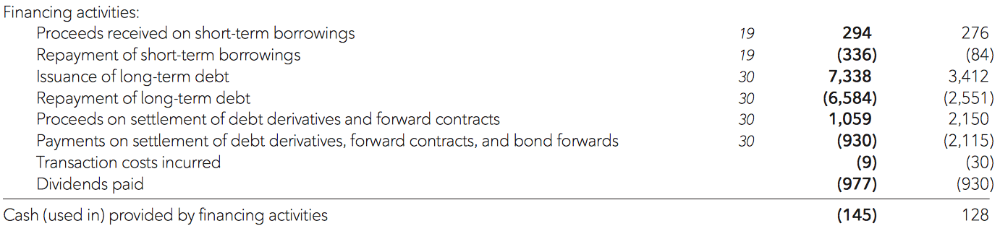 Financing activities:
Proceeds received on short-term borrowings 19 294 276
Repayment of short-term borrowings 19 (336) (84)
Issuance of long-term debt 30 7,338 3,412
Repayment of long-term debt 30 (6,584) (2,551)
Proceeds on settlement of debt derivatives and forward contracts 30 1,059 2,150
Payments on settlement of debt derivatives, forward contracts, and bond forwards 30 (930) (2,115)
Transaction costs incurred (9) (30)
Dividends paid (977) (930)
Cash (used in) provided by financing activities (145) 128